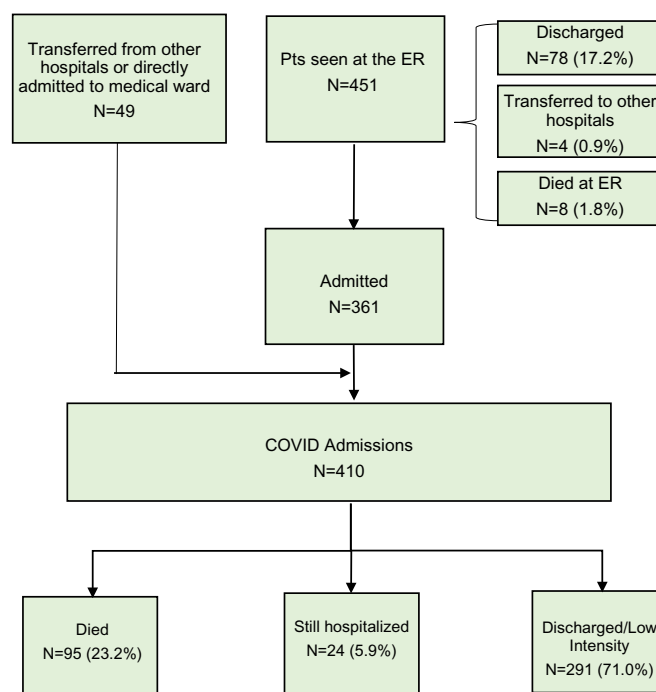 Transferred from other
hospitals or directly
admitted to medical ward
N=49
Pts seen at the ER
N=451
Discharged
N=78 (17.2%)
Transferred to other
hospitals
N=4 (0.9%)
Died at ER
N=8 (1.8%)
Admitted
N=361
COVID Admissions
N=410
Died
N=95 (23.2%)
Still hospitalized
N=24 (5.9%)
Discharged/Low
Intensity
N=291 (71.0%)